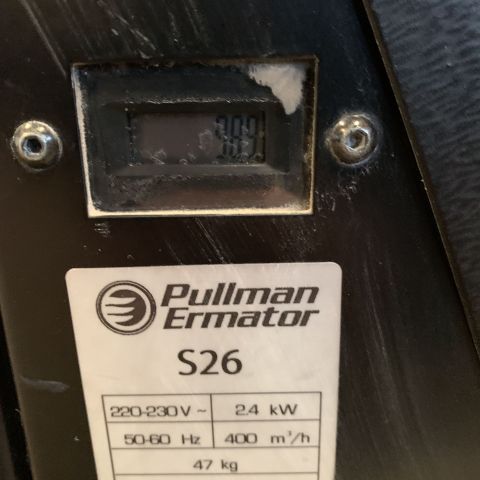 Pullman
Ermator
S26
220-230V ~ 2.4 kW
50-60 Hz 400 m³/h
47 kg